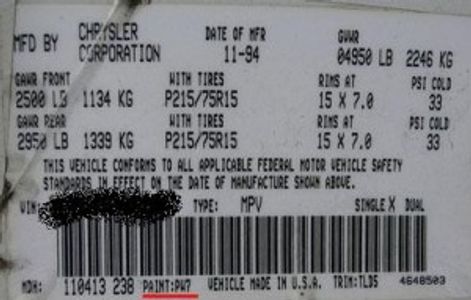 MFD BY CHRYSLER CORPORATION DATE OF MFR 11-94 GVWR 04950 LB 2246 KG
GAWR FRONT WITH TIRES RIMS AT PSI COLD
2500 LB 1134 KG P215/75R15 15 X 7.0 33
GAWR REAR WITH TIRES RIMS AT PSI COLD
2950 LB 1339 KG P215/75R15 15 X 7.0 33
THIS VEHICLE CONFORMS TO ALL APPLICABLE FEDERAL MOTOR VEHICLE SAFETY
STANDARDS IN EFFECT ON THE DATE OF MANUFACTURE SHOWN ABOVE.
VIN: TYPE: MPV SINGLE X DUAL
MDH: 110413 238 PAINT:PW7 VEHICLE MADE IN U.S.A. TRIM:TLD5 4648503